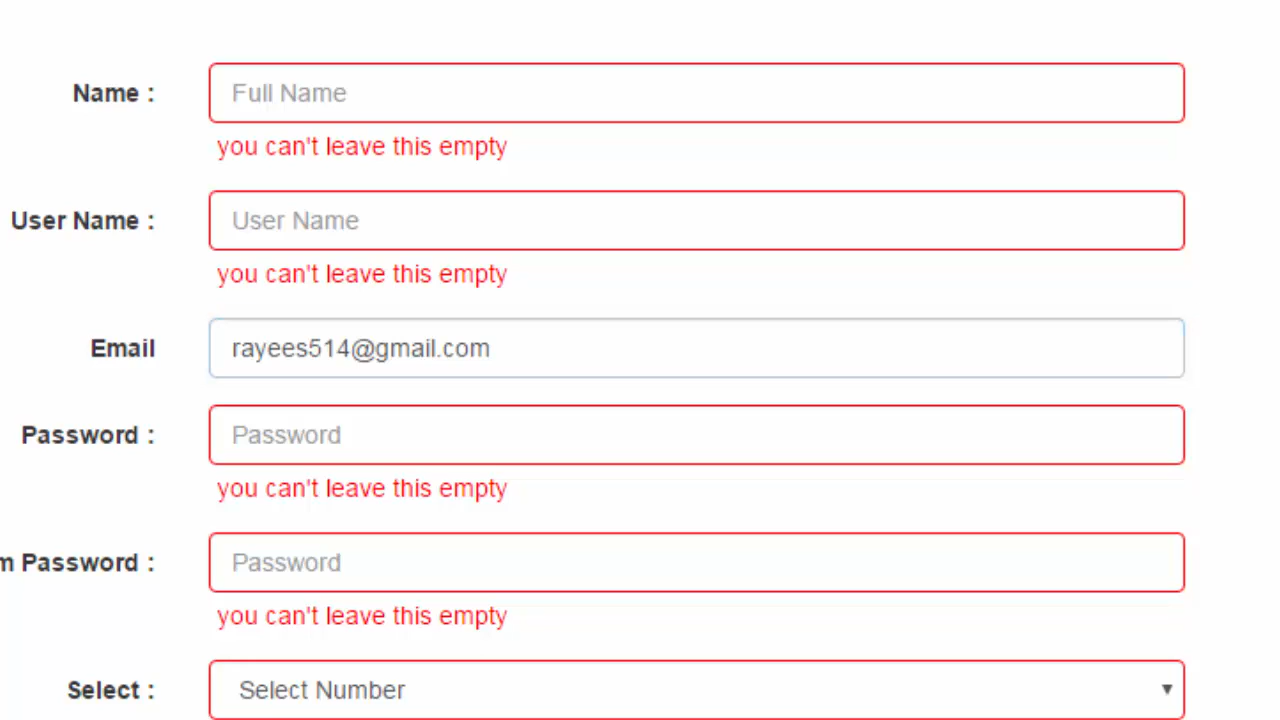 Name : Full Name
you can't leave this empty
User Name : User Name
you can't leave this empty
Email rayees514@gmail.com
Password : Password
you can't leave this empty
m Password : Password
you can't leave this empty
Select : Select Number